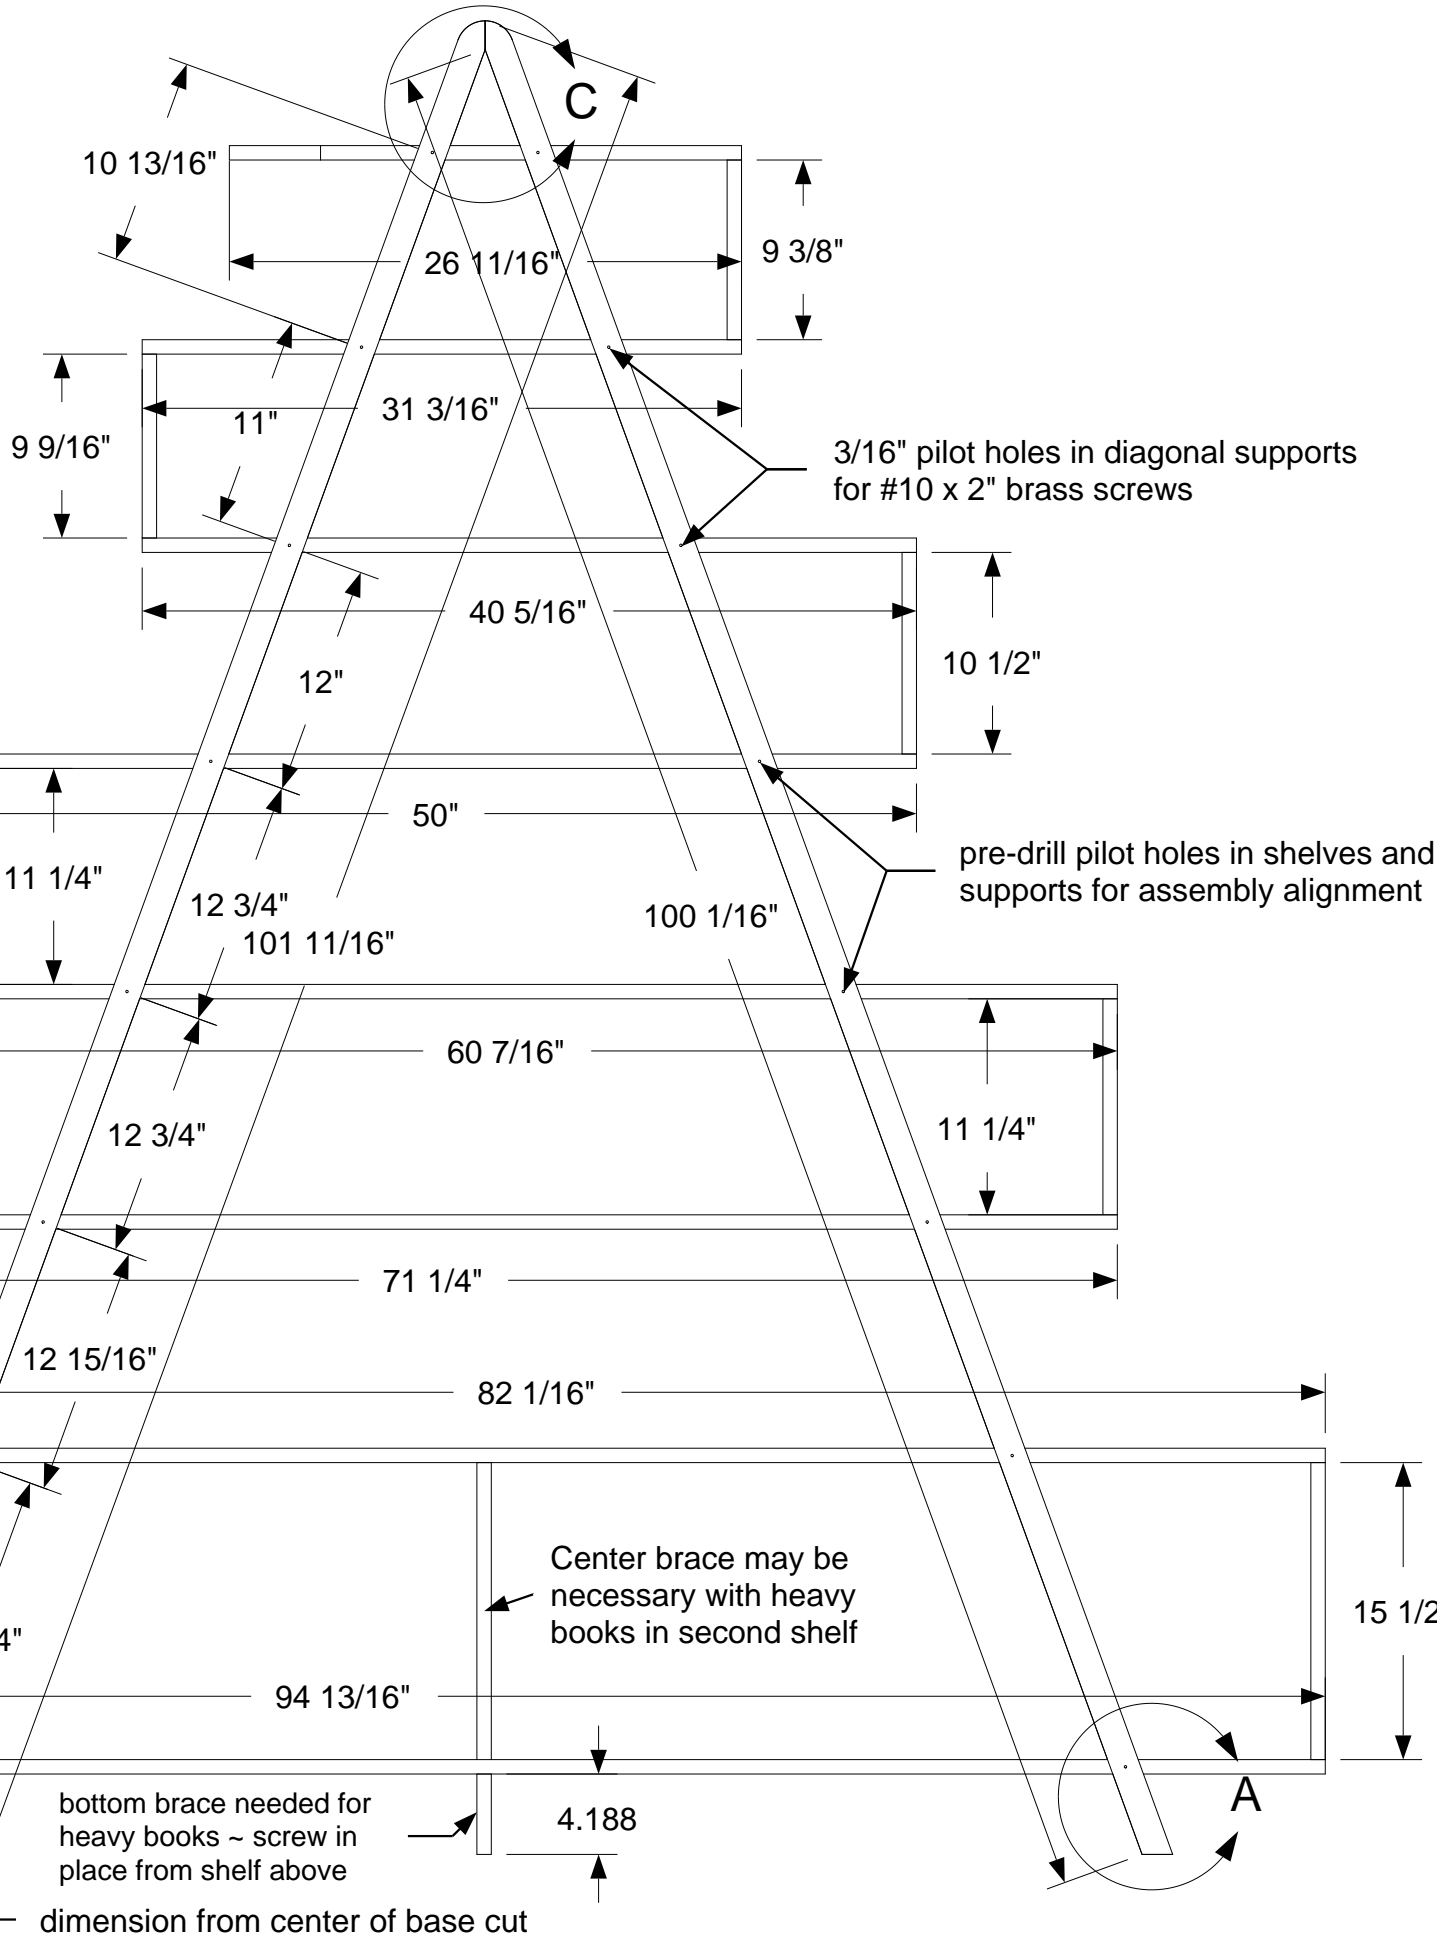 C
10 13/16"
26 11/16"
9 3/8"
31 3/16"
11"
9 9/16"
3/16" pilot holes in diagonal supports
for #10 x 2" brass screws
40 5/16"
10 1/2"
12"
50"
11 1/4"
12 3/4"
101 11/16"
100 1/16"
pre-drill pilot holes in shelves and
supports for assembly alignment
60 7/16"
12 3/4"
11 1/4"
71 1/4"
12 15/16"
82 1/16"
Center brace may be
necessary with heavy
books in second shelf
15 1/2
4"
94 13/16"
A
bottom brace needed for
heavy books ~ screw in
place from shelf above
4.188
dimension from center of base cut